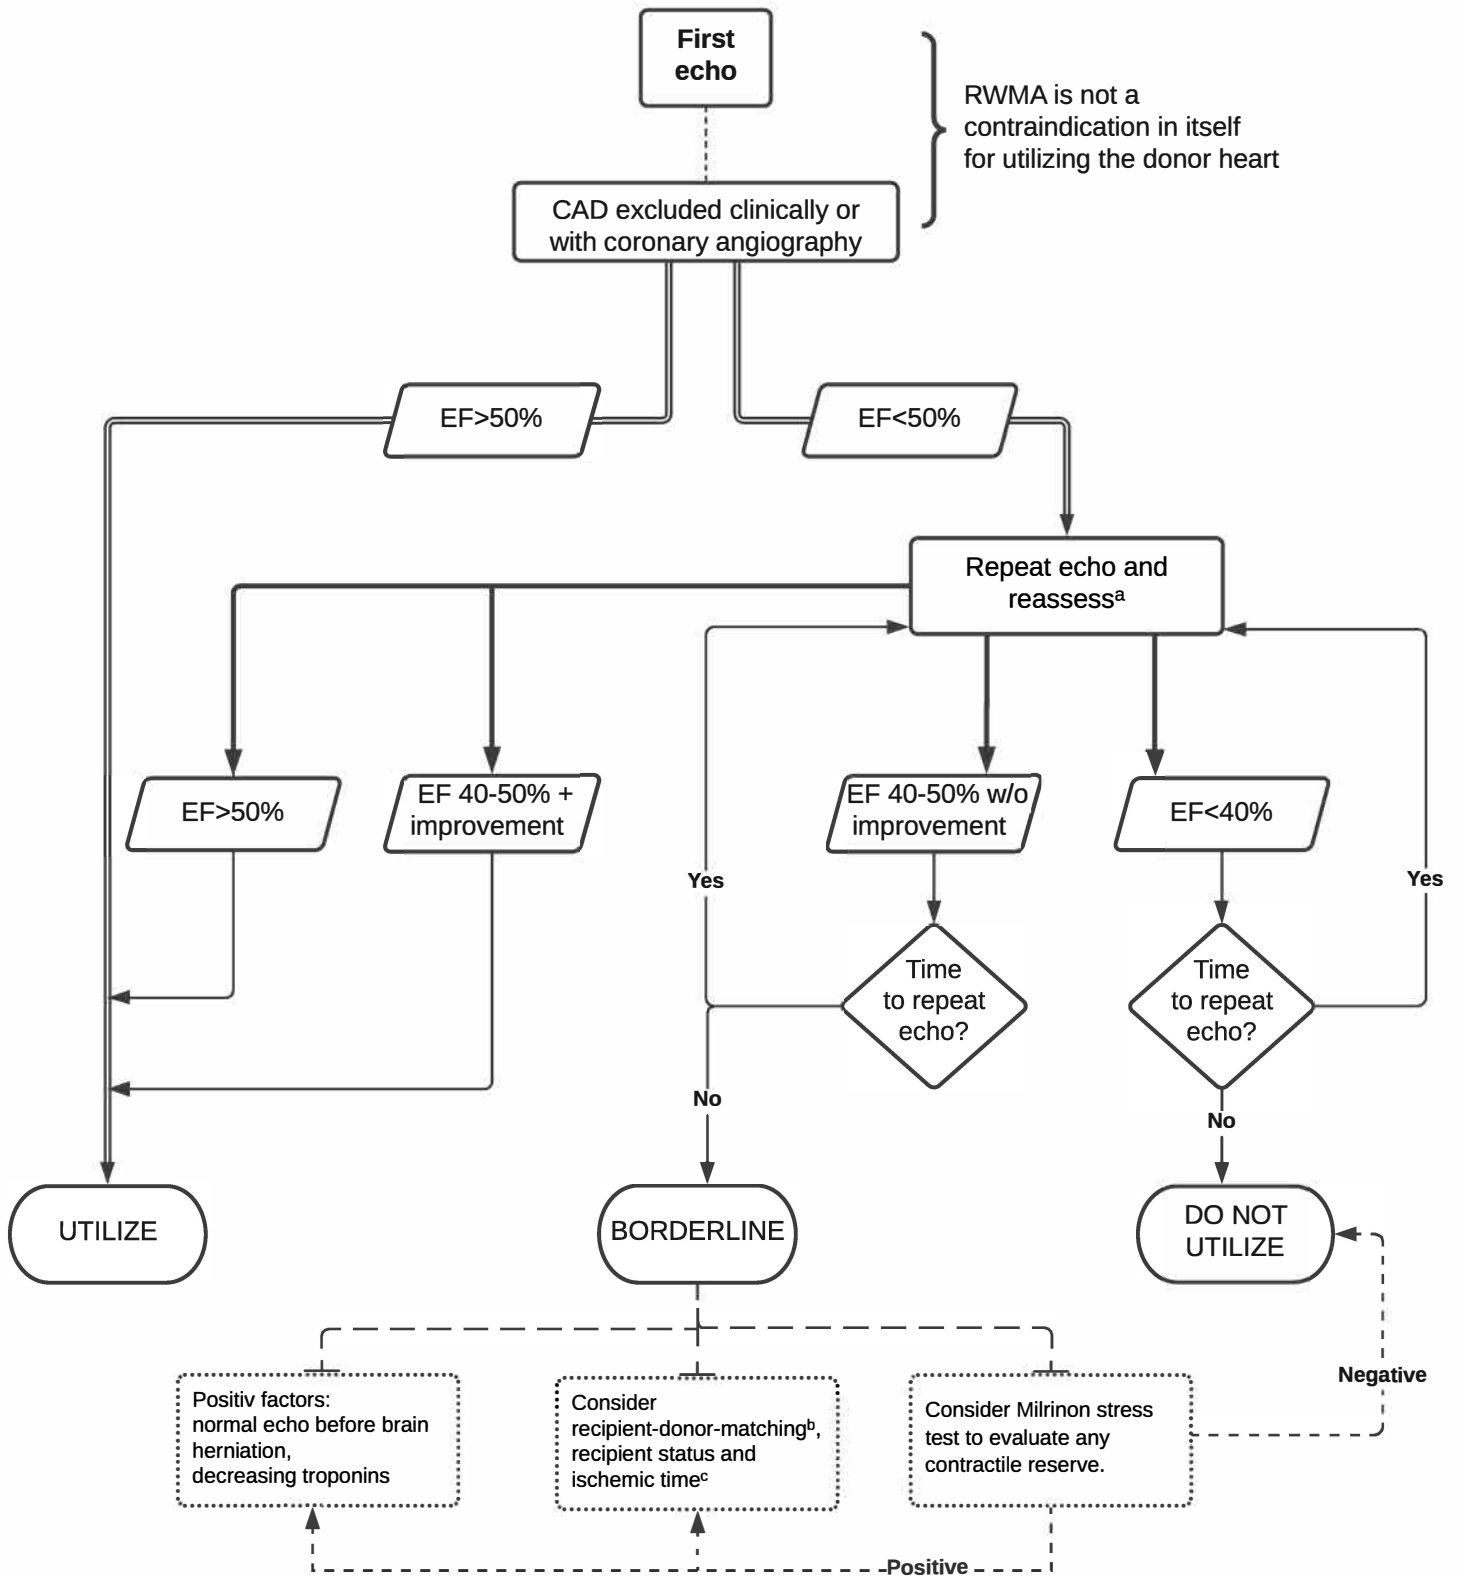 First
echo
RWMA is not a
contraindication in itself
for utilizing the donor heart
CAD excluded clinically or
with coronary angiography
EF>50%
EF<50%
Repeat echo and
reassessᵃ
EF>50%
EF 40-50% +
improvement
EF 40-50% w/o
improvement
EF<40%
Yes
Yes
Time
to repeat
echo?
Time
to repeat
echo?
No
No
UTILIZE
BORDERLINE
DO NOT
UTILIZE
Positiv factors:
normal echo before brain
herniation,
decreasing troponins
Consider
recipient-donor-matchingᵇ,
recipient status and
ischemic timeᶜ
Consider Milrinon stress
test to evaluate any
contractile reserve.
Negative
Positive